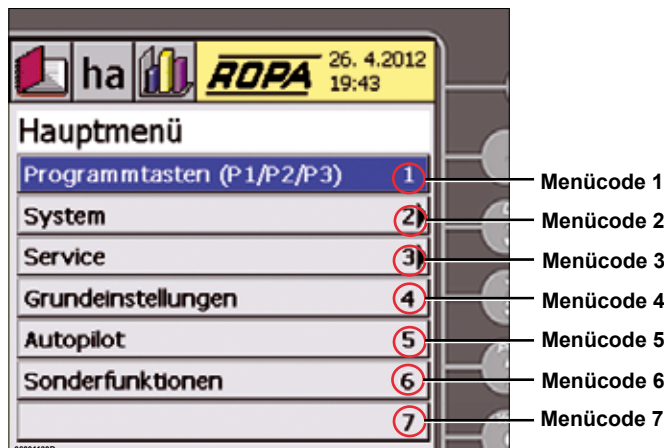 ha ROPA 26. 4.2012
19:43
Hauptmenü
Programmtasten (P1/P2/P3) 1 Menücode 1
System 2 Menücode 2
Service 3 Menücode 3
Grundeinstellungen 4 Menücode 4
Autopilot 5 Menücode 5
Sonderfunktionen 6 Menücode 6
7 Menücode 7